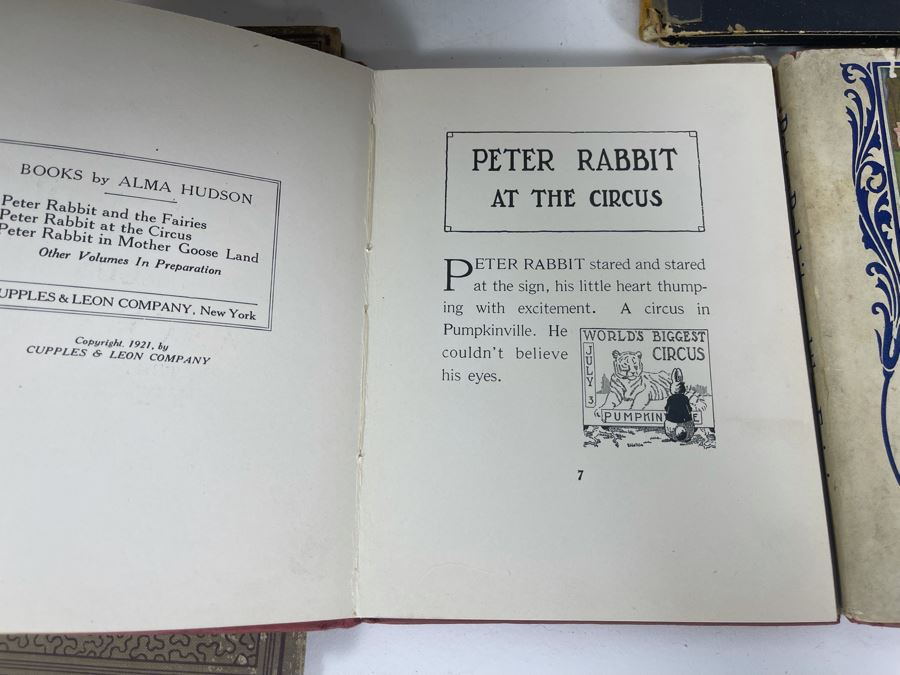 BOOKS by ALMA HUDSON
Peter Rabbit and the Fairies
Peter Rabbit at the Circus
Peter Rabbit in Mother Goose Land
Other Volumes In Preparation
UPPLES & LEON COMPANY, New York
Copyright, 1921, by
CUPPLES & LEON COMPANY
PETER RABBIT
AT THE CIRCUS
PETER RABBIT stared and stared
at the sign, his little heart thump-
ing with excitement. A circus in
Pumpkinville. He
couldn't believe
his eyes.
WORLD'S BIGGEST
CIRCUS
JULY 3
PUMPKIN E
7